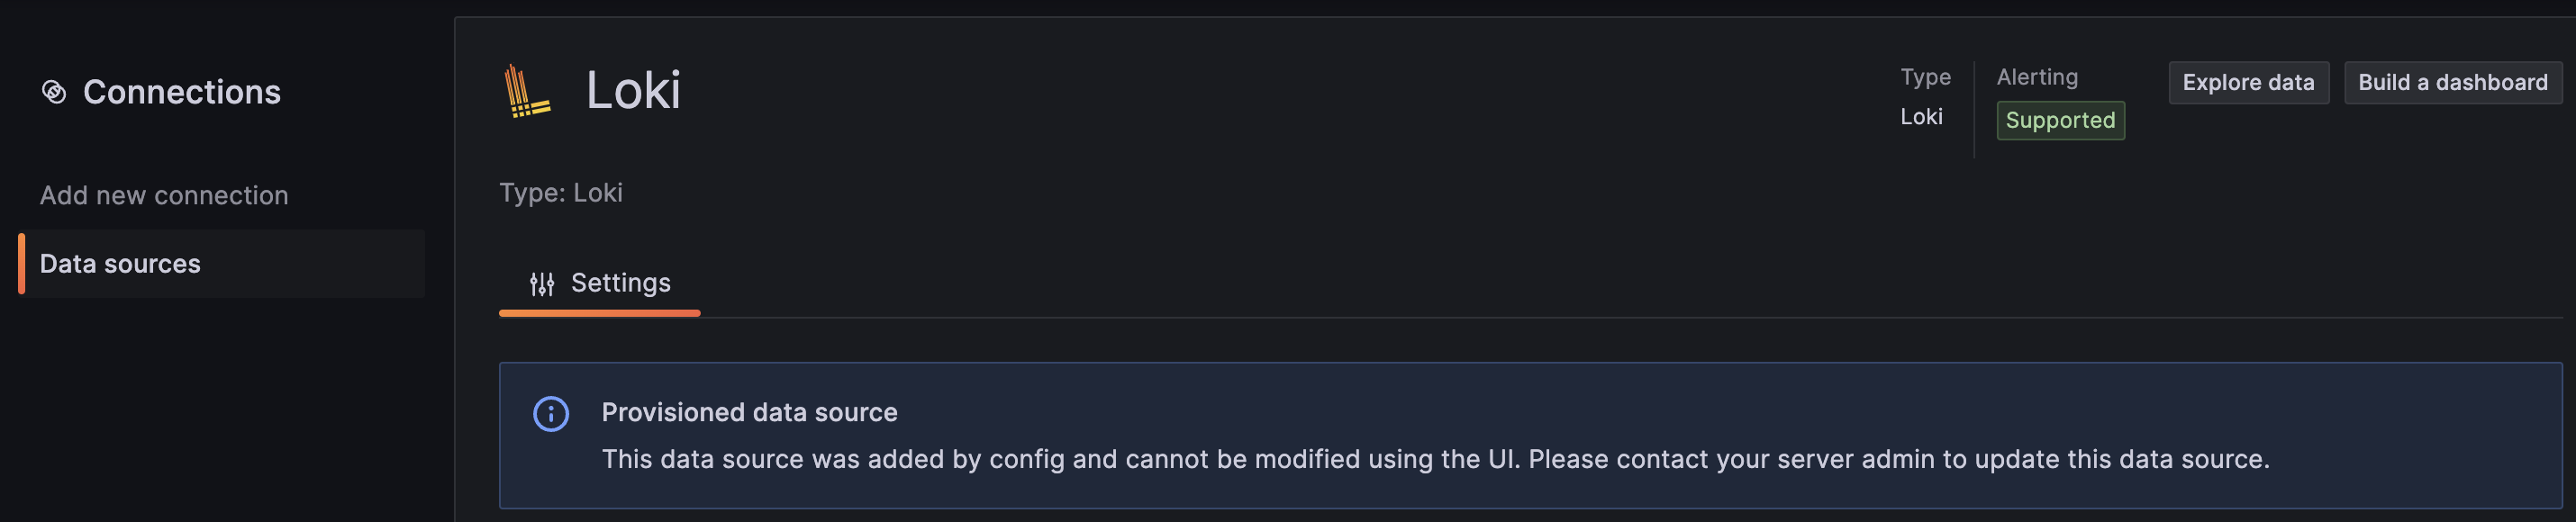 Connections
Add new connection
Data sources
Loki
Type
Loki
Alerting
Supported
Explore data
Build a dashboard
Type: Loki
Settings
Provisioned data source
This data source was added by config and cannot be modified using the UI. Please contact your server admin to update this data source.